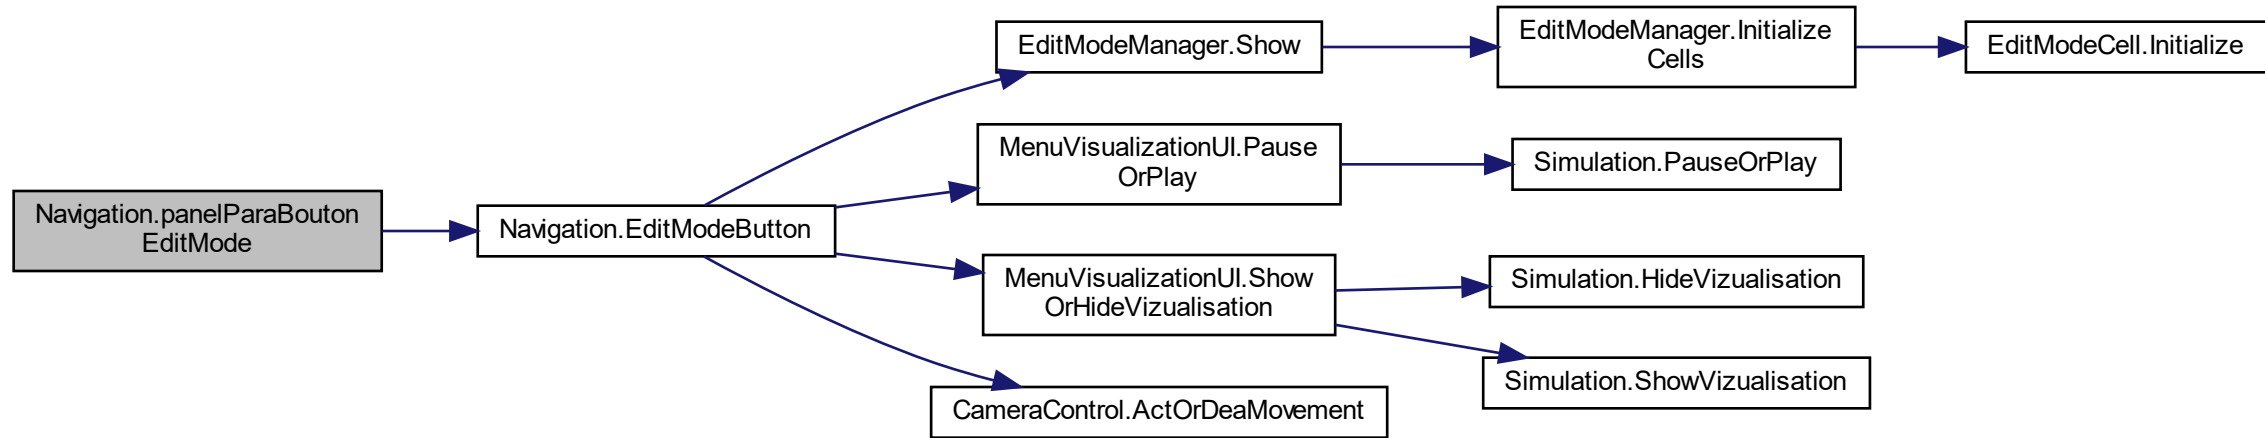 Navigation.panelParaBouton
EditMode
Navigation.EditModeButton
EditModeManager.Show
EditModeManager.Initialize
Cells
EditModeCell.Initialize
MenuVisualizationUI.Pause
OrPlay
Simulation.PauseOrPlay
MenuVisualizationUI.Show
OrHideVizualisation
Simulation.HideVizualisation
Simulation.ShowVizualisation
CameraControl.ActOrDeaMovement